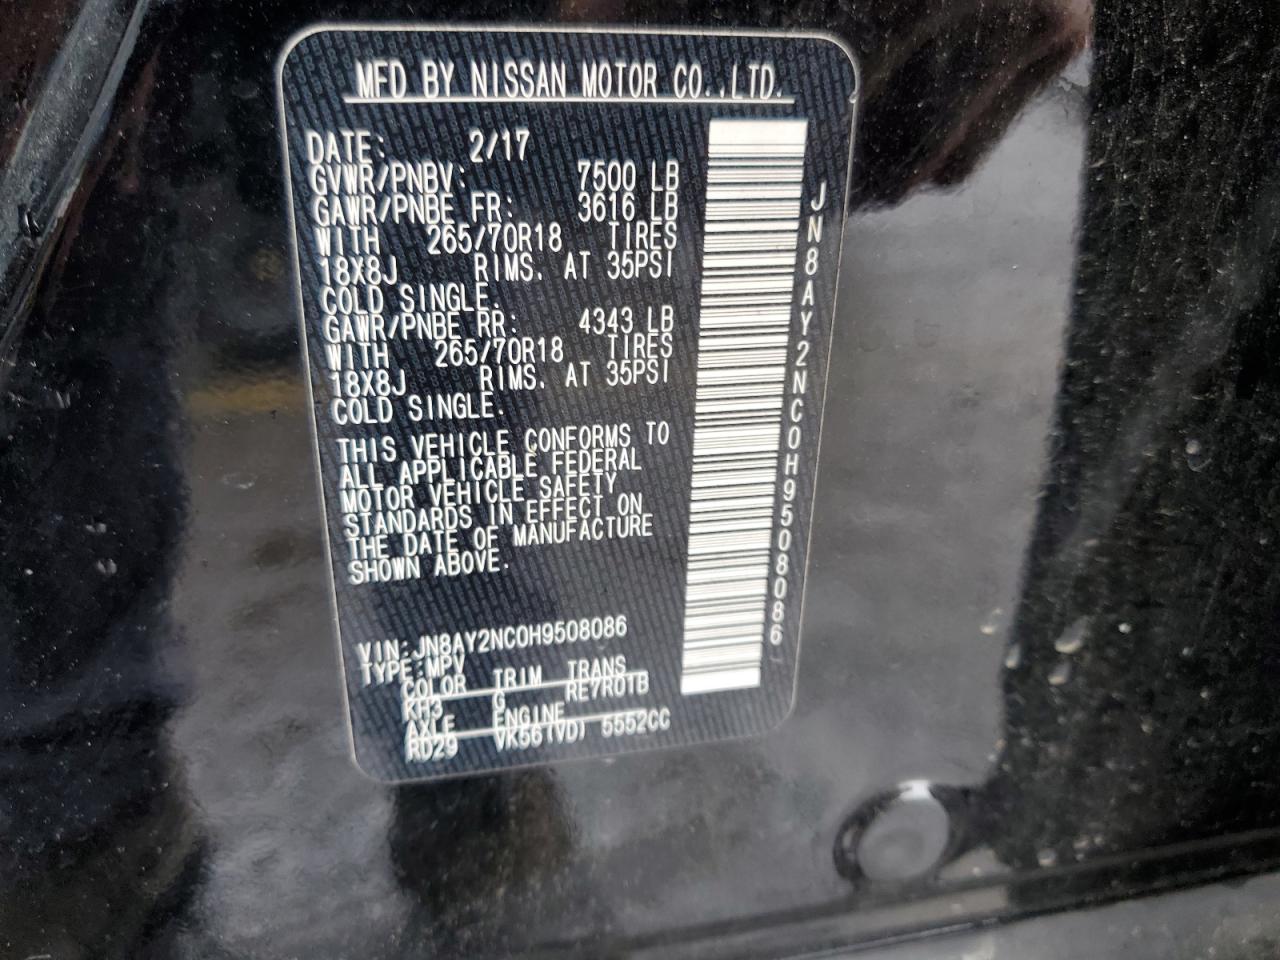 MFD BY NISSAN MOTOR CO.,LTD.
DATE: 2/17
GVWR/PNBV: 7500 LB
GAWR/PNBE FR: 3616 LB
WITH 265/70R18 TIRES
18X8J RIMS. AT 35PSI
COLD SINGLE.
GAWR/PNBE RR: 4343 LB
WITH 265/70R18 TIRES
18X8J RIMS. AT 35PSI
COLD SINGLE.
THIS VEHICLE CONFORMS TO
ALL APPLICABLE FEDERAL
MOTOR VEHICLE SAFETY
STANDARDS IN EFFECT ON
THE DATE OF MANUFACTURE
SHOWN ABOVE.
VIN:JN8AY2NC0H9508086
TYPE:MPV
COLOR TRIM TRANS
KH3 G RE7R01B
AXLE ENGINE
RD29 VK56(VD) 5552CC
JN8AY2NC0H9508086